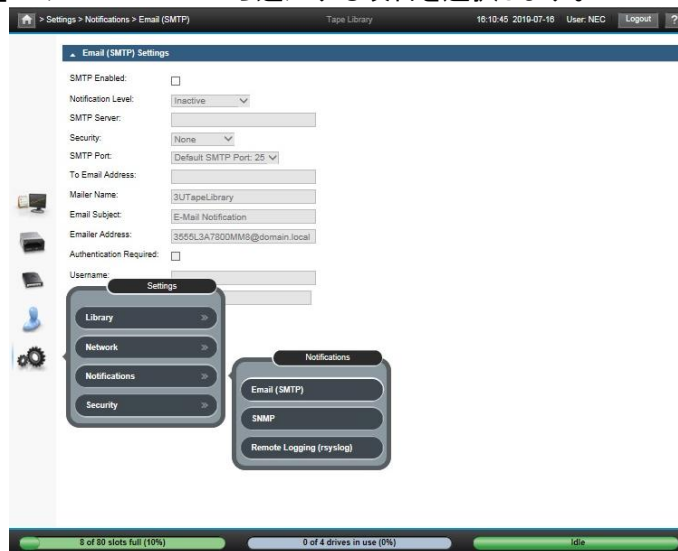 > Settings > Notifications > Email (SMTP)
Tape Library
16:10:45 2019-07-16
User: NEC
Logout
?
Email (SMTP) Settings
SMTP Enabled:
Notification Level: Inactive
SMTP Server:
Security: None
SMTP Port: Default SMTP Port: 25
To Email Address:
Mailer Name: 3UTapeLibrary
Email Subject: E-Mail Notification
Emailer Address: 3555L3A7800MM8@domain.local
Authentication Required:
Username:
Settings
Library »
Network »
Notifications »
Security »
Notifications
Email (SMTP)
SNMP
Remote Logging (rsyslog)
8 of 80 slots full (10%)
0 of 4 drives in use (0%)
Idle